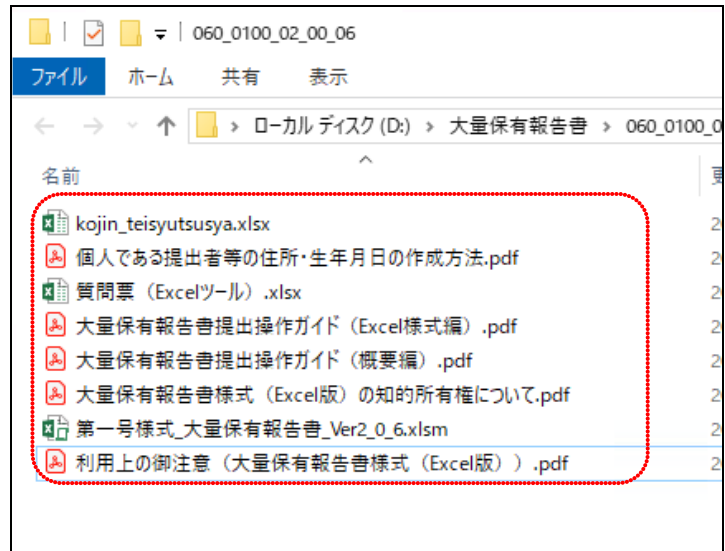 060_0100_02_00_06
ファイル ホーム 共有 表示
ローカル ディスク (D:) › 大量保有報告書 › 060_0100_0
名前
kojin_teisyutsusya.xlsx
個人である提出者等の住所・生年月日の作成方法.pdf
質問票（Excelツール）.xlsx
大量保有報告書提出操作ガイド（Excel様式編）.pdf
大量保有報告書提出操作ガイド（概要編）.pdf
大量保有報告書様式（Excel版）の知的所有権について.pdf
第一号様式_大量保有報告書_Ver2_0_6.xlsm
利用上の御注意（大量保有報告書様式（Excel版））.pdf